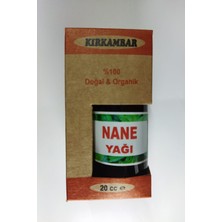 KIRKAMBAR
%100
Doğal & Organik
NANE
YAĞI
20 cc e